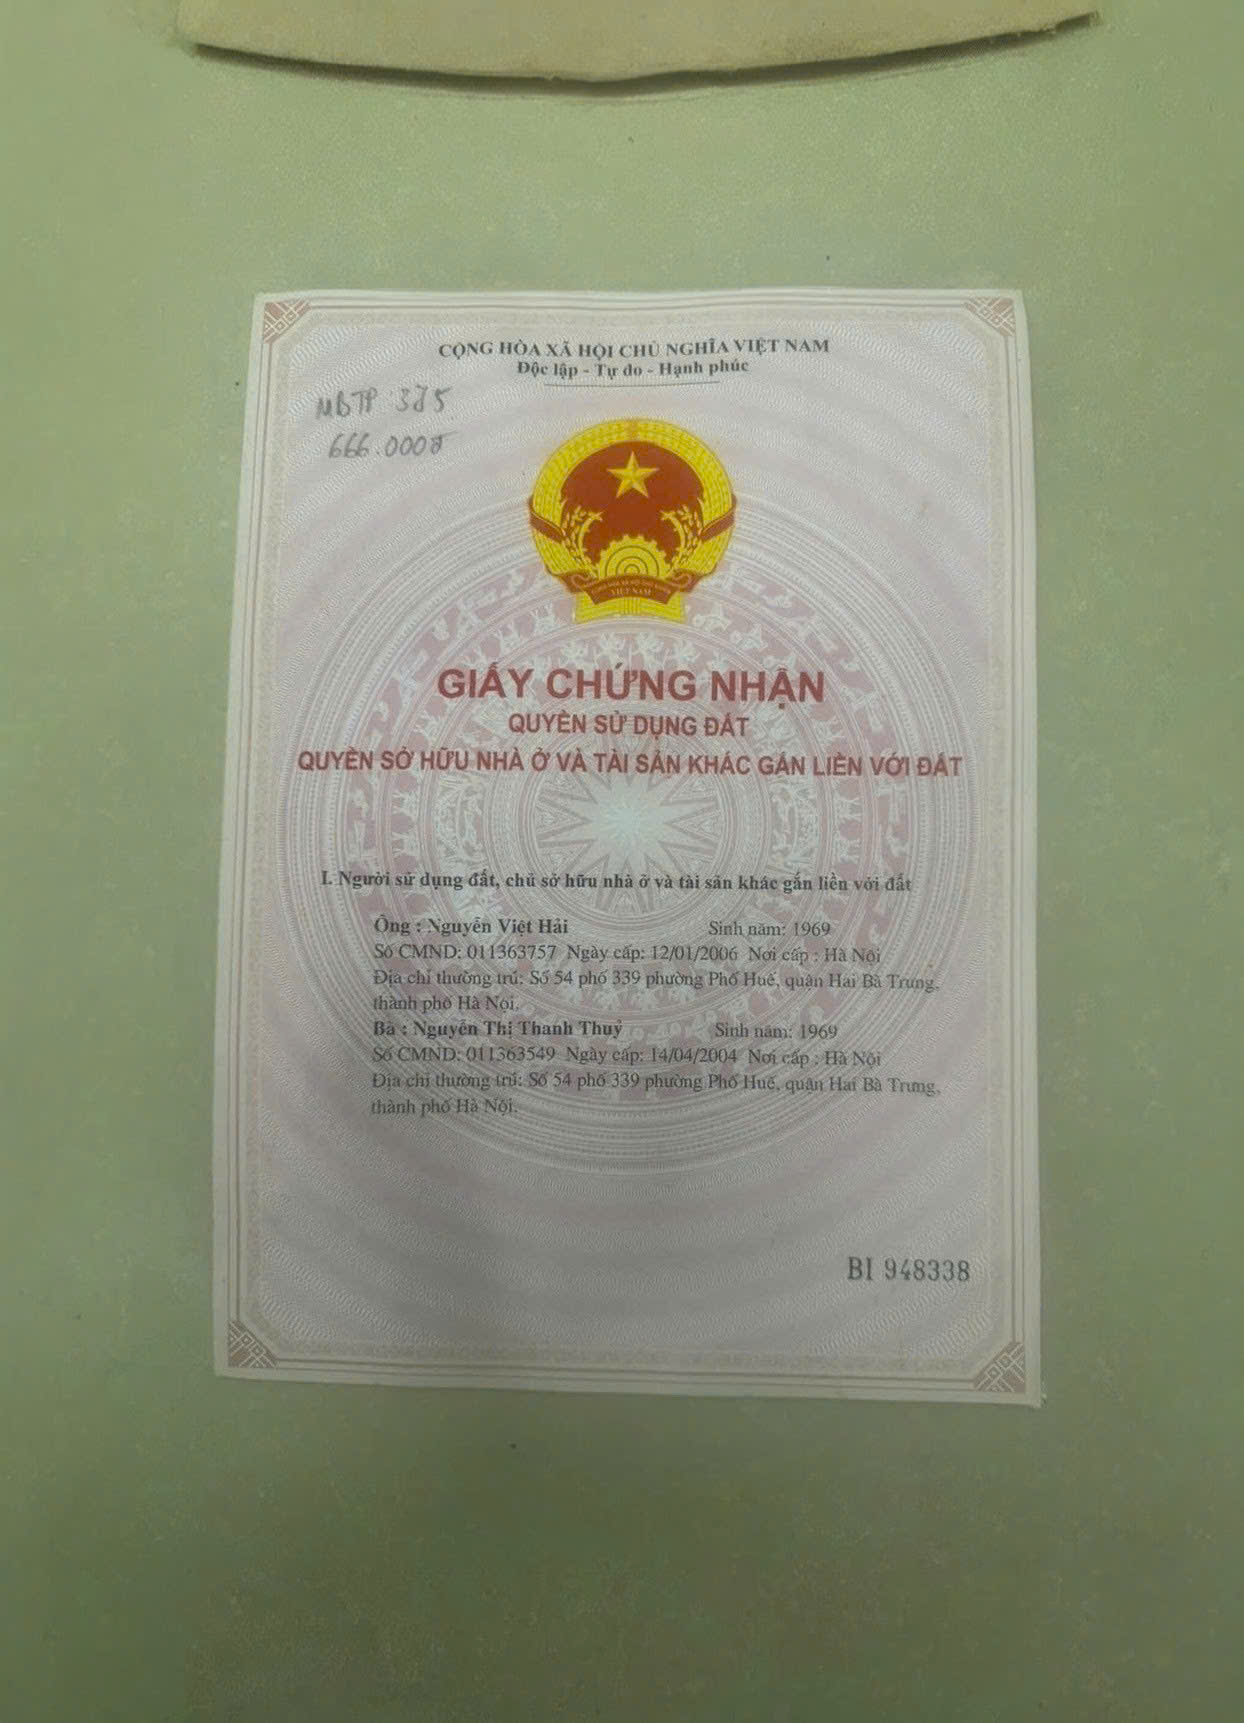 CỘNG HÒA XÃ HỘI CHỦ NGHĨA VIỆT NAM
Độc lập - Tự do - Hạnh phúc
666.000đ
VIỆT NAM
GIẤY CHỨNG NHẬN
QUYỀN SỬ DỤNG ĐẤT
QUYỀN SỞ HỮU NHÀ Ở VÀ TÀI SẢN KHÁC GẮN LIỀN VỚI ĐẤT
I. Người sử dụng đất, chủ sở hữu nhà ở và tài sản khác gắn liền với đất
Ông : Nguyễn Việt Hải Sinh năm: 1969
Số CMND: 011363757 Ngày cấp: 12/01/2006 Nơi cấp : Hà Nội
Địa chỉ thường trú: Số 54 phố 339 phường Phố Huế, quận Hai Bà Trưng,
thành phố Hà Nội.
Bà : Nguyễn Thị Thanh Thuỷ Sinh năm: 1969
Số CMND: 011363549 Ngày cấp: 14/04/2004 Nơi cấp : Hà Nội
Địa chỉ thường trú: Số 54 phố 339 phường Phố Huế, quận Hai Bà Trưng,
thành phố Hà Nội.
BI 948338